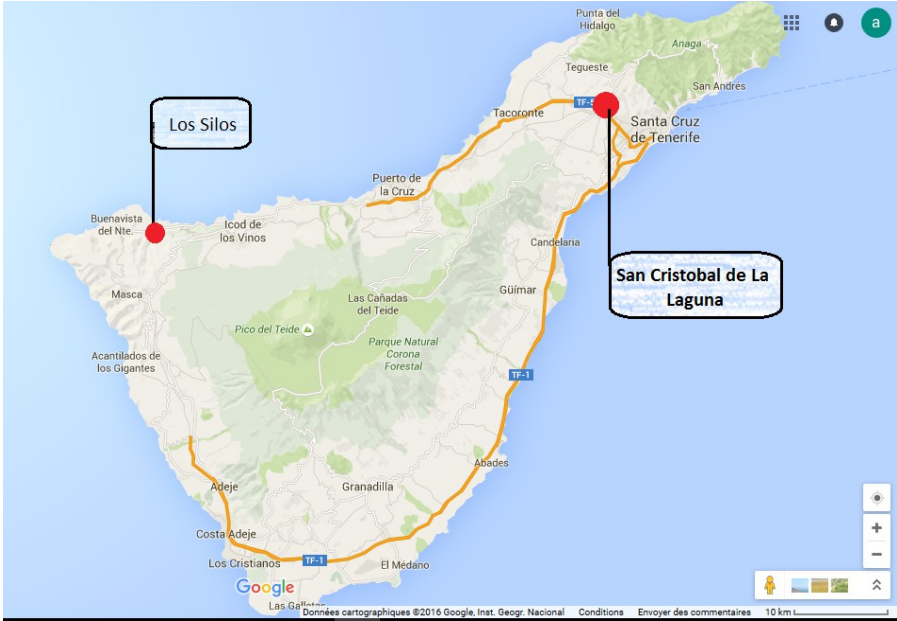 Punta del
Hidalgo
a
Anaga
Tegueste
San Andrés
TF-5
Tacoronte
Santa Cruz
de Tenerife
Los Silos
Puerto de
la Cruz
Buenavista
del Nte.
Icod de
los Vinos
Candelaria
San Cristobal de La
Laguna
Masca
Güímar
Las Cañadas
del Teide
Pico del Teide
Parque Natural
Corona
Forestal
Acantilados de
los Gigantes
TF-1
Abades
Adeje
Granadilla
Costa Adeje
Los Cristianos
TF-1
El Médano
Google
Las Galletas
Données cartographiques ©2016 Google, Inst. Geogr. Nacional
Conditions
Envoyer des commentaires
10 km